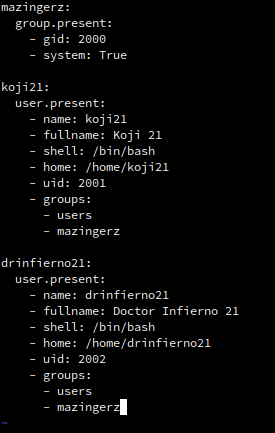 mazingerz:
  group.present:
    - gid: 2000
    - system: True

koji21:
  user.present:
    - name: koji21
    - fullname: Koji 21
    - shell: /bin/bash
    - home: /home/koji21
    - uid: 2001
    - groups:
      - users
      - mazingerz

drinfierno21:
  user.present:
    - name: drinfierno21
    - fullname: Doctor Infierno 21
    - shell: /bin/bash
    - home: /home/drinfierno21
    - uid: 2002
    - groups:
      - users
      - mazingerz
~